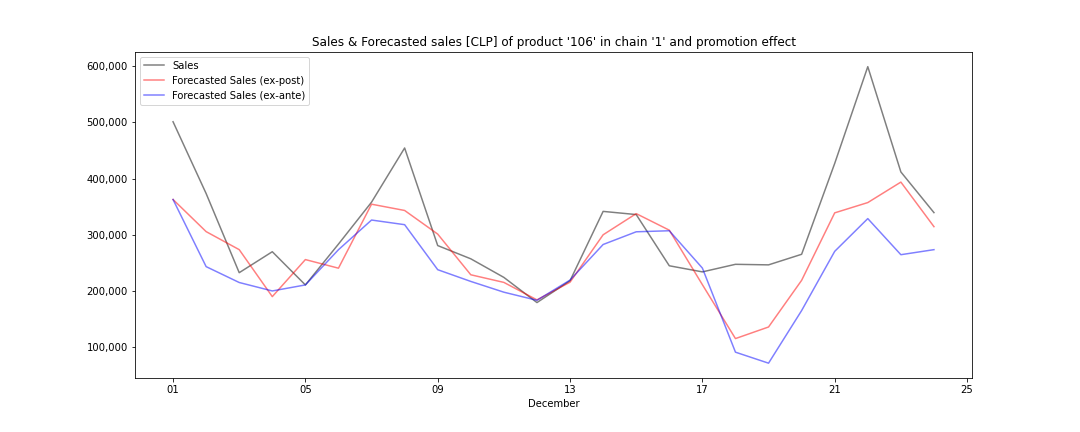 Sales & Forecasted sales [CLP] of product '106' in chain '1' and promotion effect
Sales
Forecasted Sales (ex-post)
Forecasted Sales (ex-ante)
600,000
500,000
400,000
300,000
200,000
100,000
01 05 09 13 17 21 25
December